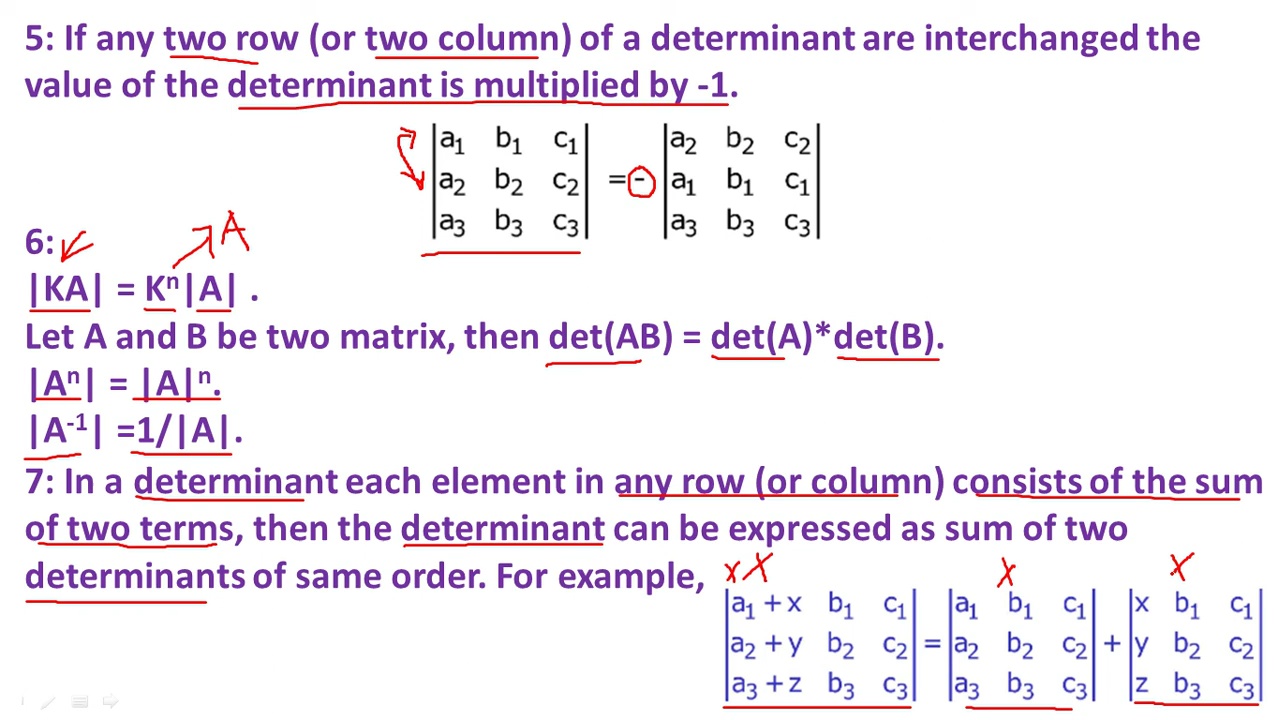 5: If any two row (or two column) of a determinant are interchanged the
value of the determinant is multiplied by -1.
|a₁ b₁ c₁| |a₂ b₂ c₂|
|a₂ b₂ c₂| = - |a₁ b₁ c₁|
|a₃ b₃ c₃| |a₃ b₃ c₃|
A
6:
|KA| = Kⁿ|A| .
Let A and B be two matrix, then det(AB) = det(A)*det(B).
|Aⁿ| = |A|ⁿ.
|A⁻¹| =1/|A|.
7: In a determinant each element in any row (or column) consists of the sum
of two terms, then the determinant can be expressed as sum of two
determinants of same order. For example,
x X X X
|a₁ + x b₁ c₁| |a₁ b₁ c₁| |x b₁ c₁|
|a₂ + y b₂ c₂| = |a₂ b₂ c₂| + |y b₂ c₂|
|a₃ + z b₃ c₃| |a₃ b₃ c₃| |z b₃ c₃|